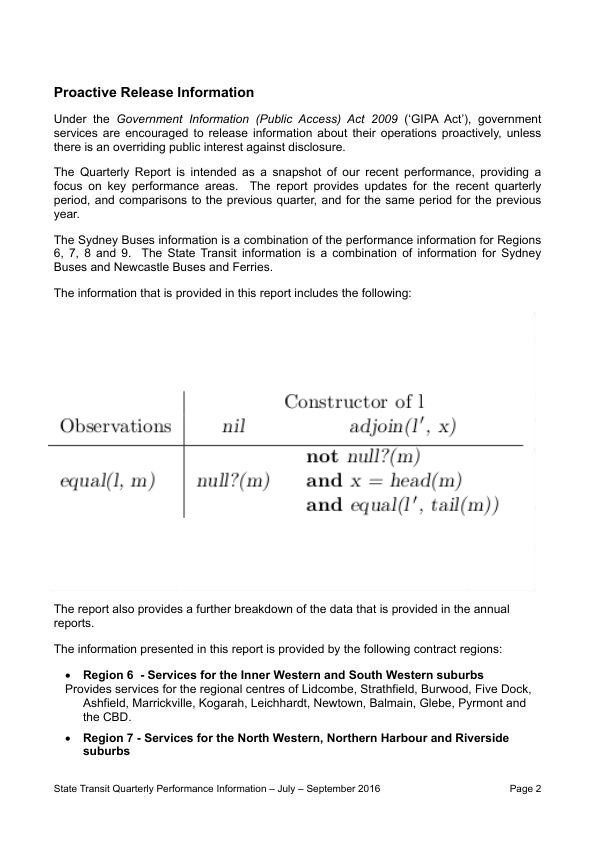 Proactive Release Information
Under the Government Information (Public Access) Act 2009 (‘GIPA Act’), government
services are encouraged to release information about their operations proactively, unless
there is an overriding public interest against disclosure.
The Quarterly Report is intended as a snapshot of our recent performance, providing a
focus on key performance areas. The report provides updates for the recent quarterly
period, and comparisons to the previous quarter, and for the same period for the previous
year.
The Sydney Buses information is a combination of the performance information for Regions
6, 7, 8 and 9. The State Transit information is a combination of information for Sydney
Buses and Newcastle Buses and Ferries.
The information that is provided in this report includes the following:
Constructor of l
Observations nil adjoin(l′, x)
not null?(m)
equal(l, m) null?(m) and x = head(m)
and equal(l′, tail(m))
The report also provides a further breakdown of the data that is provided in the annual
reports.
The information presented in this report is provided by the following contract regions:
• Region 6 - Services for the Inner Western and South Western suburbs
Provides services for the regional centres of Lidcombe, Strathfield, Burwood, Five Dock,
Ashfield, Marrickville, Kogarah, Leichhardt, Newtown, Balmain, Glebe, Pyrmont and
the CBD.
• Region 7 - Services for the North Western, Northern Harbour and Riverside
suburbs
State Transit Quarterly Performance Information – July – September 2016 Page 2